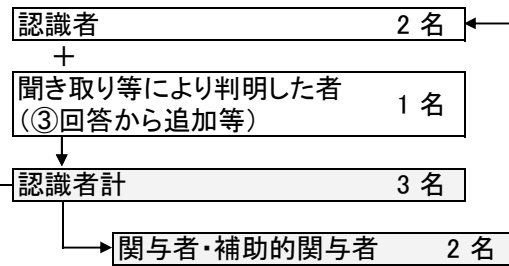 認識者 2 名
＋
聞き取り等により判明した者
（③回答から追加等） 1 名
認識者計 3 名
関与者・補助的関与者 2 名